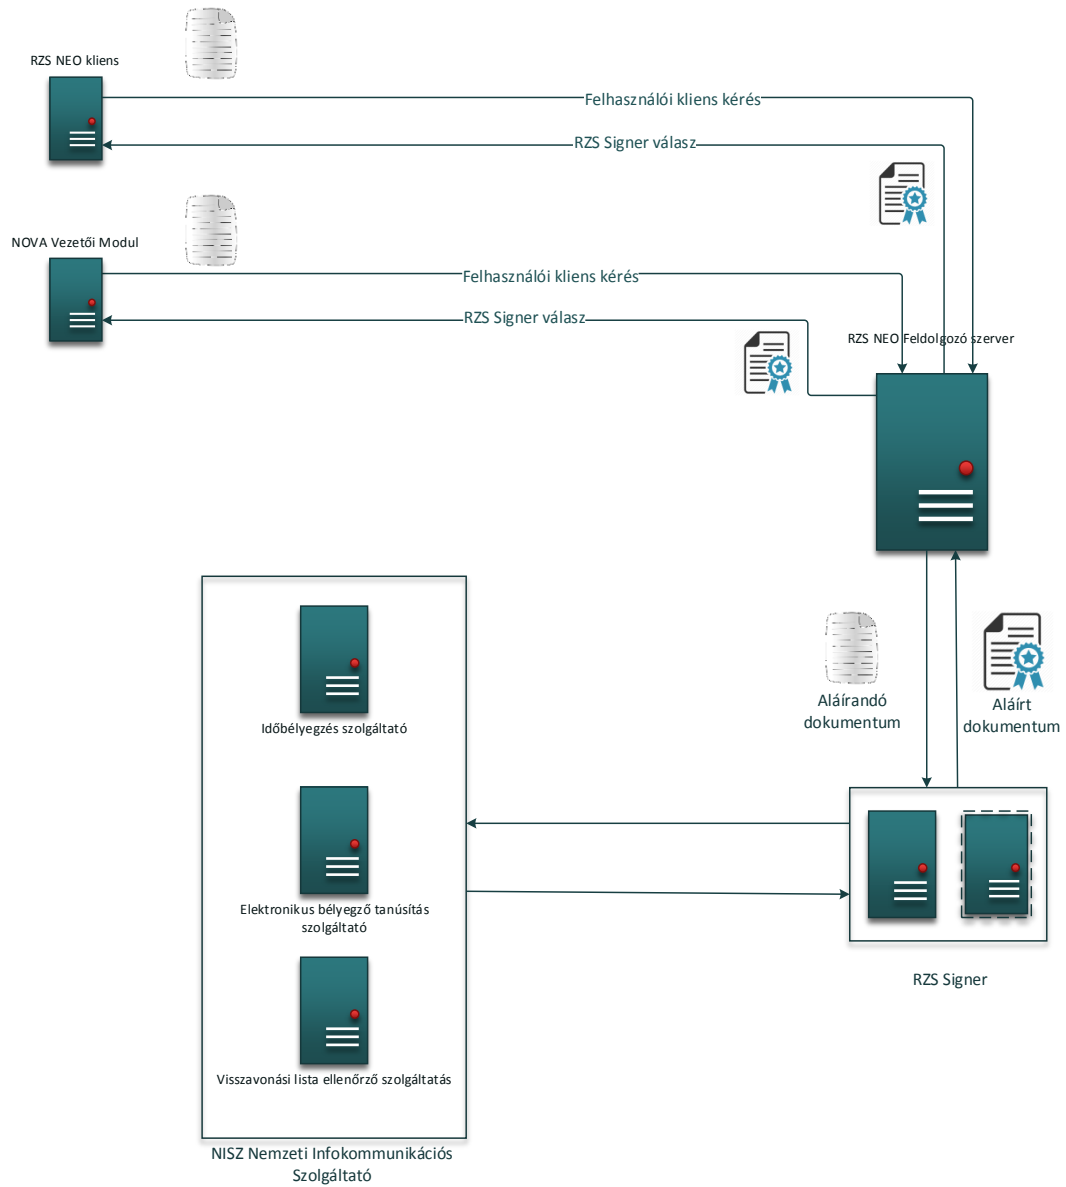 RZS NEO kliens
Felhasználói kliens kérés
RZS Signer válasz
NOVA Vezetői Modul
Felhasználói kliens kérés
RZS Signer válasz
RZS NEO Feldolgozó szerver
Aláírandó
dokumentum
Aláírt
dokumentum
Időbélyegzés szolgáltató
Elektronikus bélyegző tanúsítás
szolgáltató
RZS Signer
Visszavonási lista ellenőrző szolgáltatás
NISZ Nemzeti Infokommunikációs
Szolgáltató